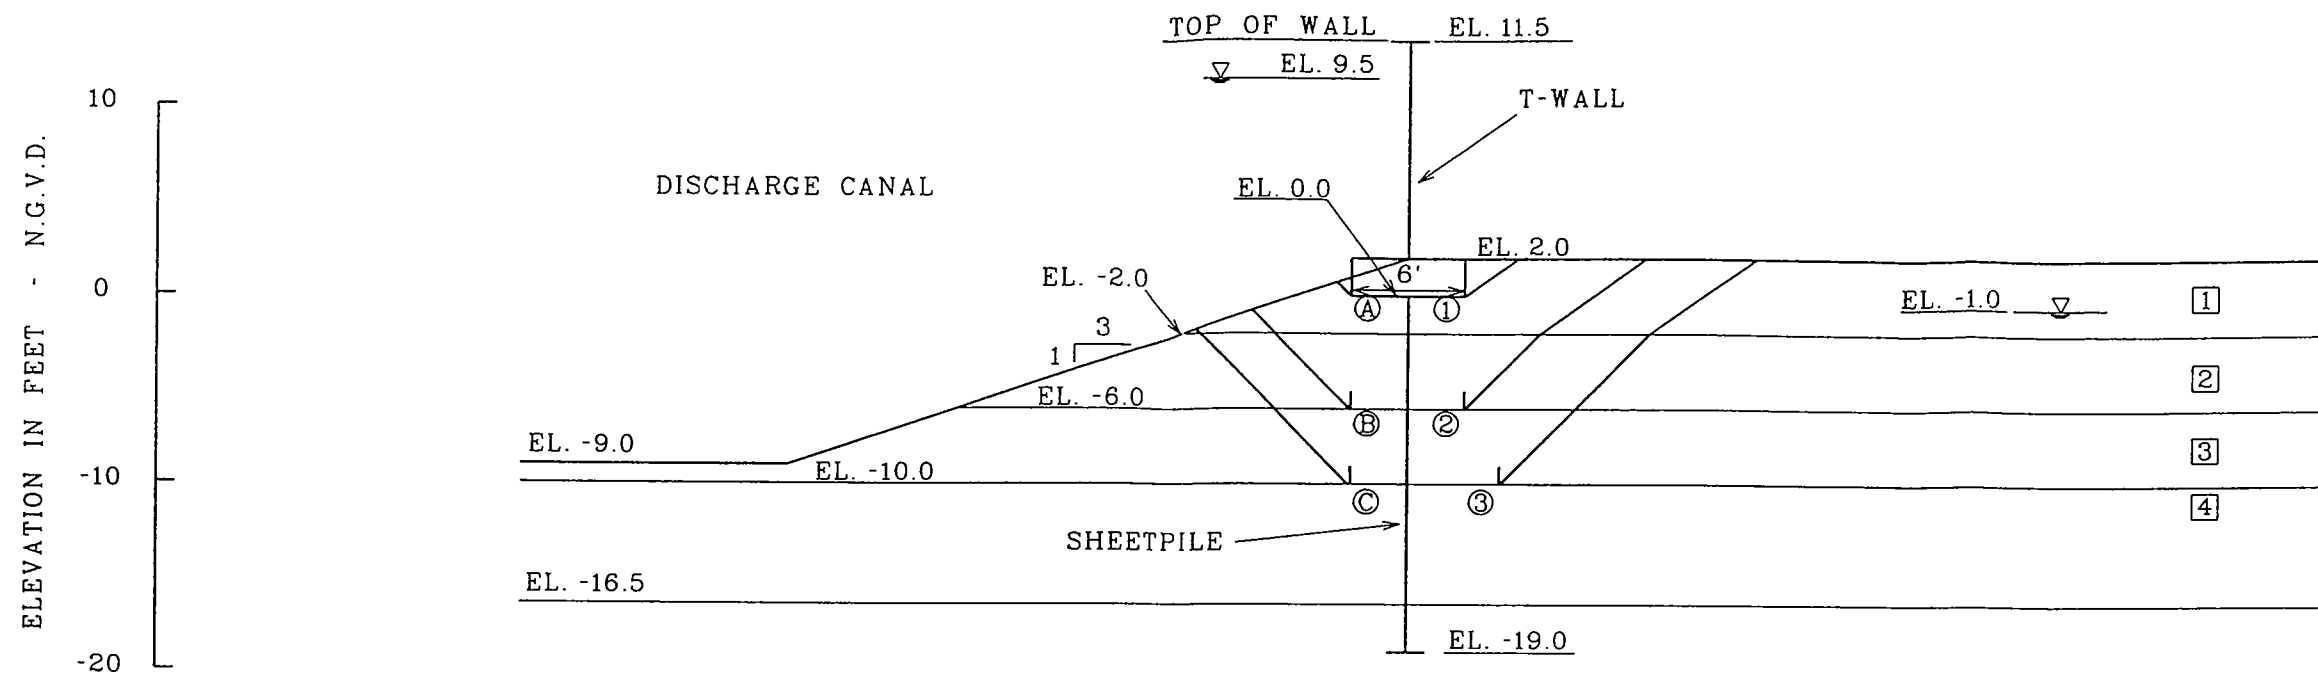 TOP OF WALL EL. 11.5
EL. 9.5
10
T-WALL
DISCHARGE CANAL
EL. 0.0
EL. 2.0
EL. -2.0
6'
0
A 1
EL. -1.0
1
3
1
2
EL. -6.0
B 2
EL. -9.0
3
EL. -10.0
-10
C 3
4
SHEETPILE
EL. -16.5
EL. -19.0
-20
ELEVATION IN FEET - N.G.V.D.